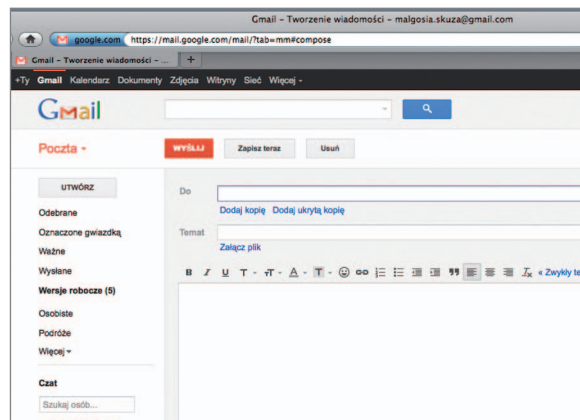 Gmail – Tworzenie wiadomości – malgosia.skuza@gmail.com
google.com https://mail.google.com/mail/?tab=mm#compose
Gmail – Tworzenie wiadomości – ... +
+Ty Gmail Kalendarz Dokumenty Zdjęcia Witryny Sieć Więcej
Gmail
Poczta WYŚLIJ Zapisz teraz Usuń
UTWÓRZ
Do
Odebrane
Dodaj kopię Dodaj ukrytą kopię
Oznaczone gwiazdką
Temat
Ważne
Załącz plik
Wysłane
B I U T T A T Tx « Zwykły te
Wersje robocze (5)
Osobiste
Podróże
Więcej
Czat
Szukaj osób...